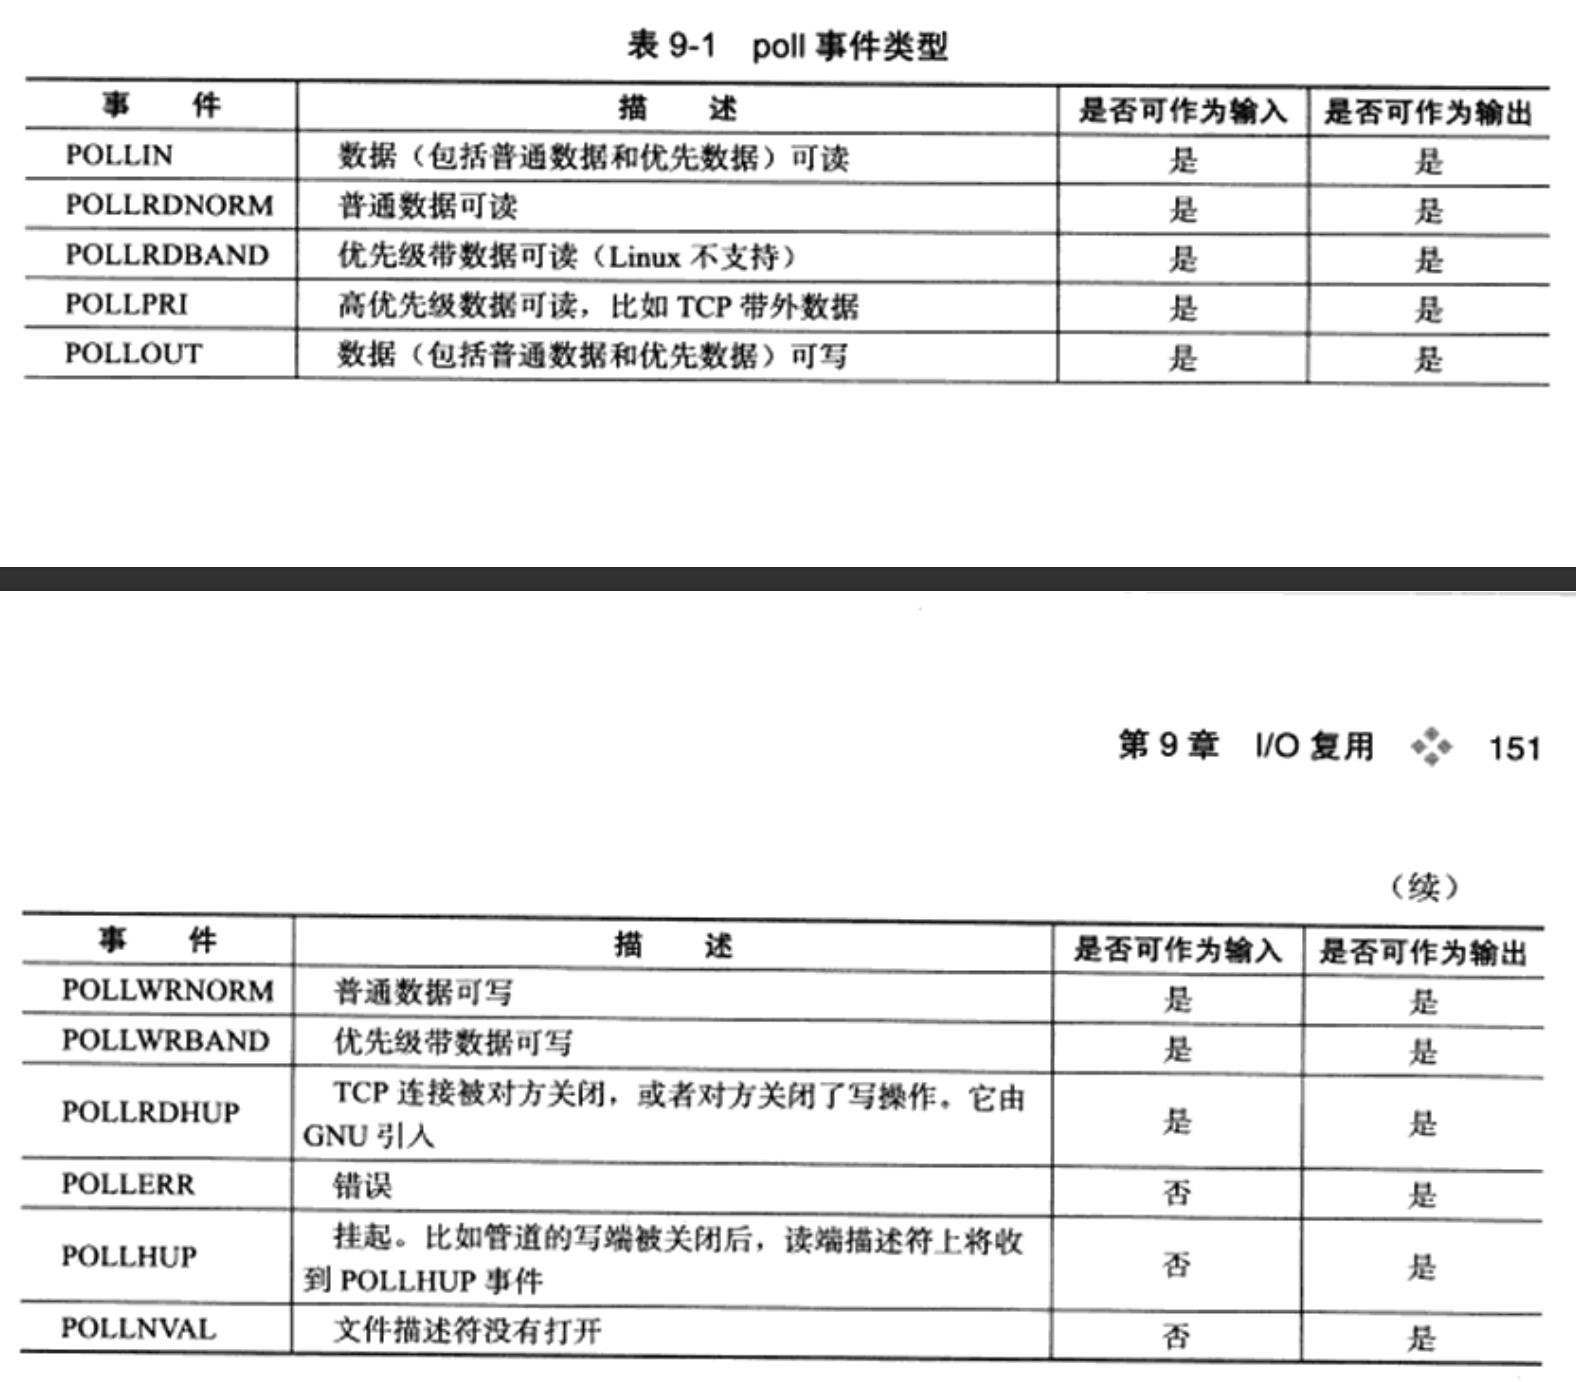 表 9-1 poll 事件类型
事 件 描 述 是否可作为输入 是否可作为输出
POLLIN 数据（包括普通数据和优先数据）可读 是 是
POLLRDNORM 普通数据可读 是 是
POLLRDBAND 优先级带数据可读（Linux 不支持） 是 是
POLLPRI 高优先级数据可读，比如 TCP 带外数据 是 是
POLLOUT 数据（包括普通数据和优先数据）可写 是 是
第 9 章 I/O 复用 151
（续）
事 件 描 述 是否可作为输入 是否可作为输出
POLLWRNORM 普通数据可写 是 是
POLLWRBAND 优先级带数据可写 是 是
POLLRDHUP TCP 连接被对方关闭，或者对方关闭了写操作。它由
GNU 引入 是 是
POLLERR 错误 否 是
POLLHUP 挂起。比如管道的写端被关闭后，读端描述符上将收
到 POLLHUP 事件 否 是
POLLNVAL 文件描述符没有打开 否 是